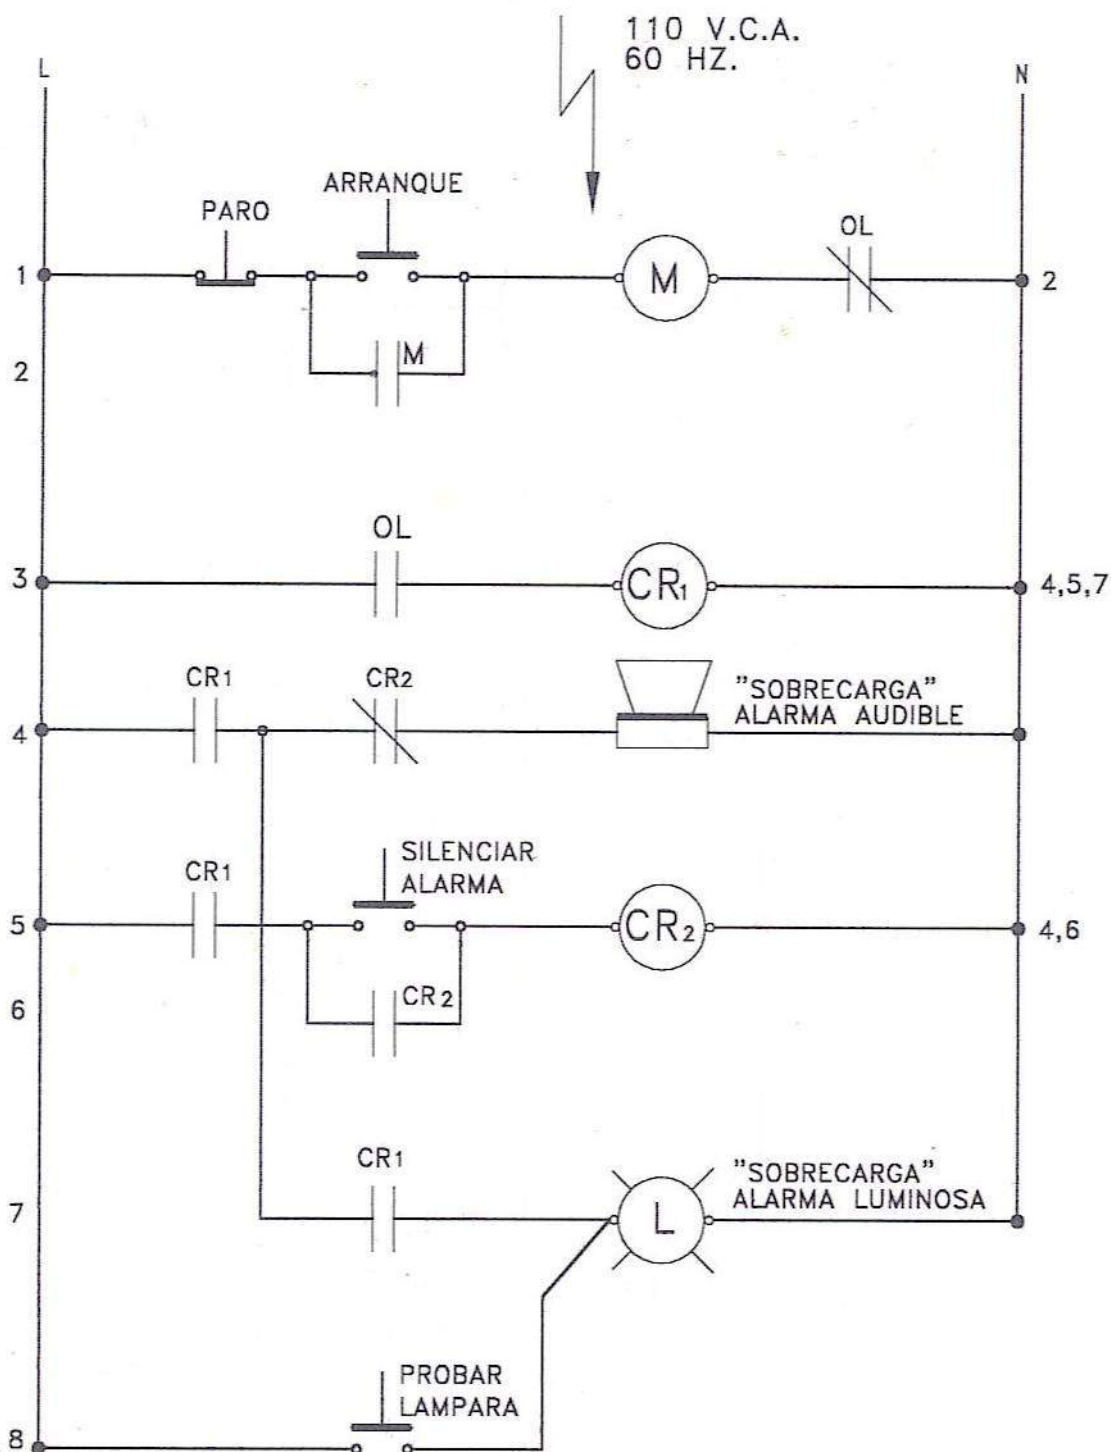 110 V.C.A.
60 HZ.
L
N
ARRANQUE
PARO
OL
1
M
2
2
M
OL
3
CR1
4,5,7
CR1
CR2
"SOBRECARGA"
ALARMA AUDIBLE
4
SILENCIAR
ALARMA
CR1
5
CR2
4,6
6
CR2
CR1
"SOBRECARGA"
ALARMA LUMINOSA
7
L
PROBAR
LAMPARA
8